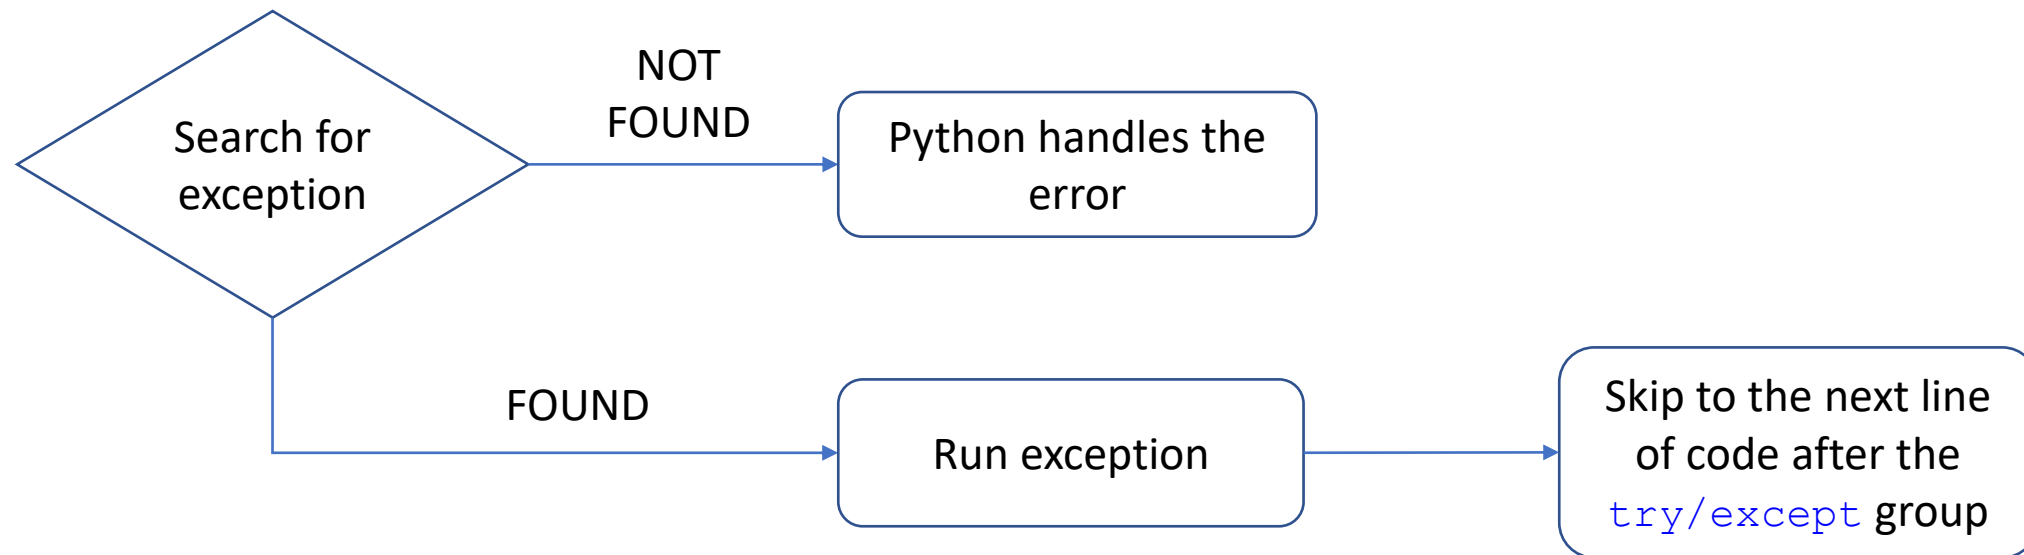 Search for
exception
NOT
FOUND
Python handles the
error
FOUND
Run exception
Skip to the next line
of code after the
try/except group